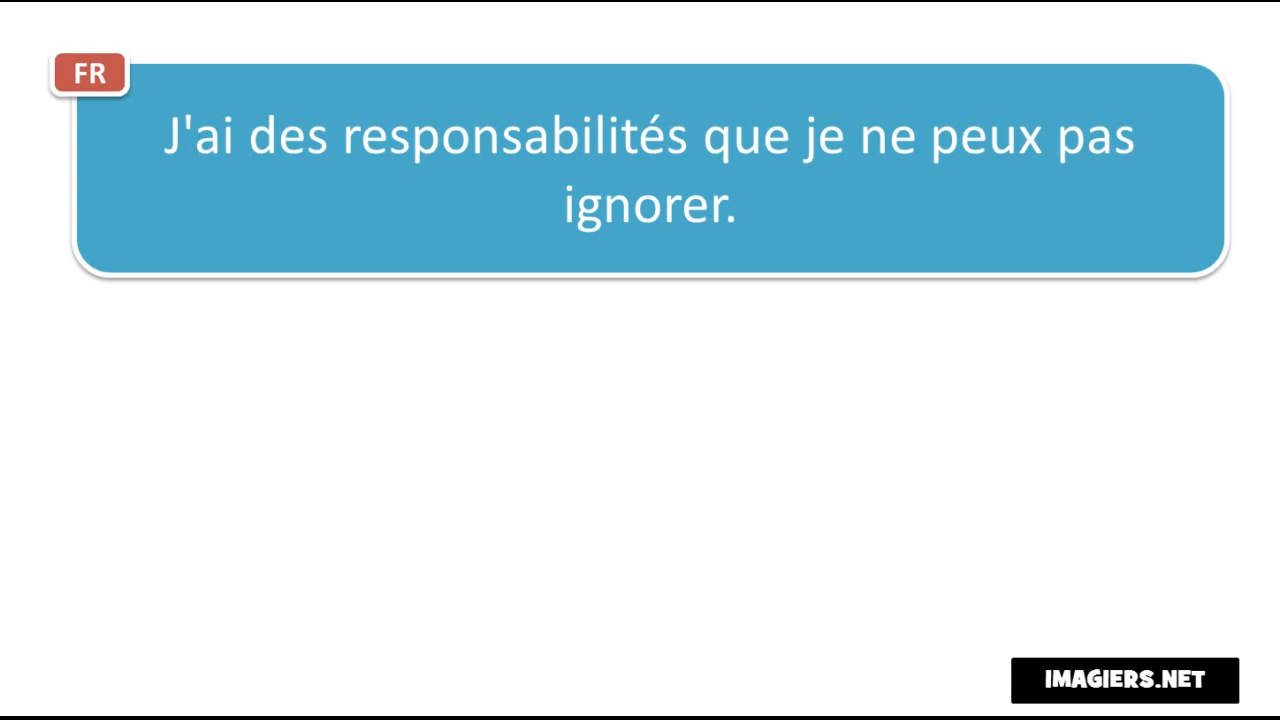 FR
J'ai des responsabilités que je ne peux pas
ignorer.
IMAGIERS.NET